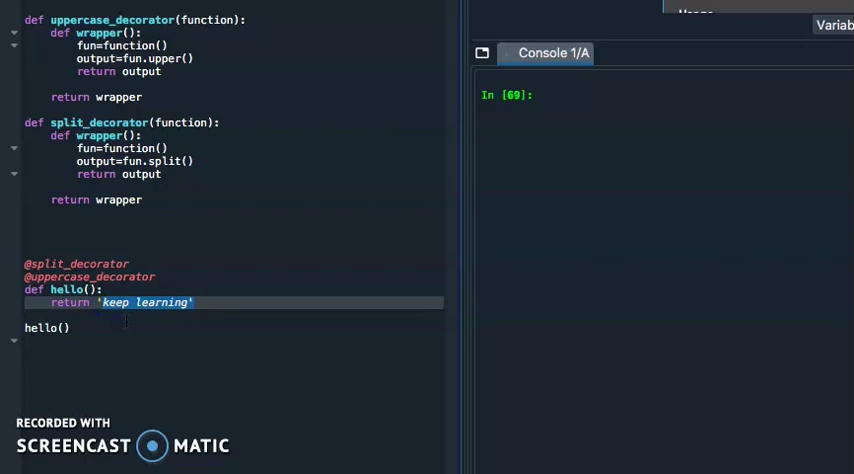 def uppercase_decorator(function):
def wrapper():
fun=function()
output=fun.upper()
return output
return wrapper
def split_decorator(function):
def wrapper():
fun=function()
output=fun.split()
return output
return wrapper
@split_decorator
@uppercase_decorator
def hello():
return 'keep learning'
hello()
RECORDED WITH
SCREENCAST MATIC
Variab
Console 1/A
In [69]: